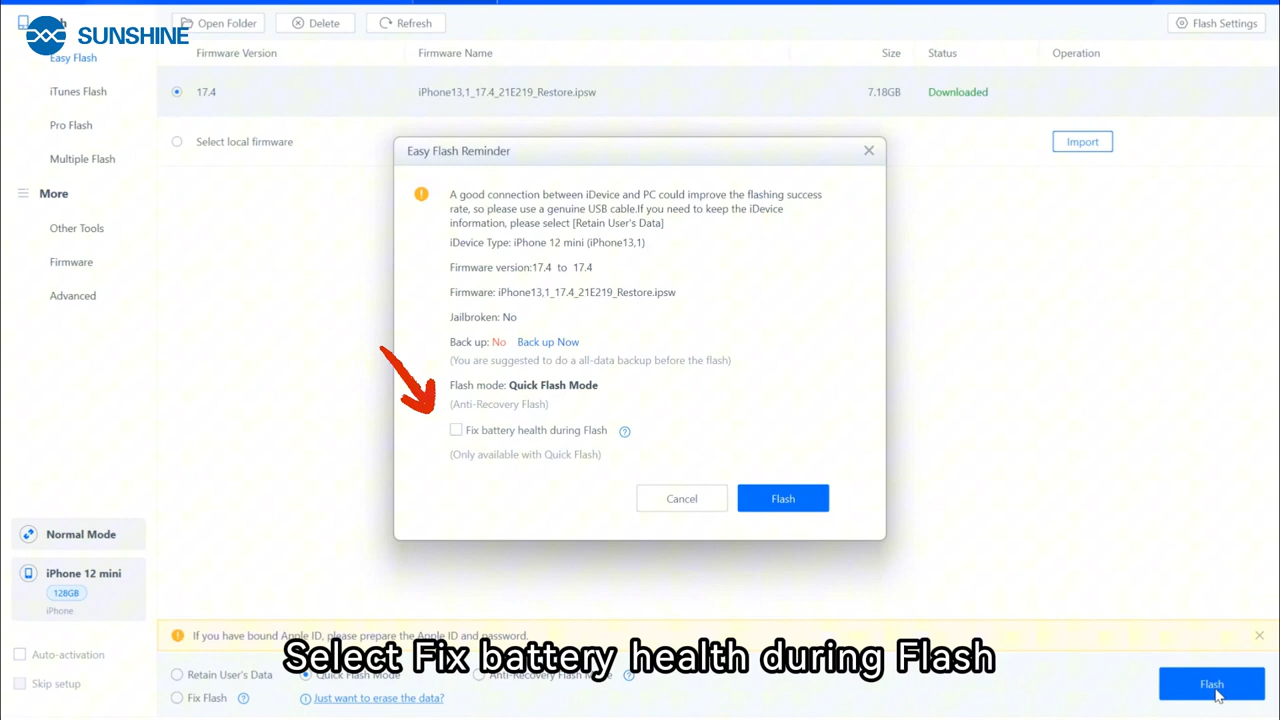 SUNSHINE
Open Folder
Delete
Refresh
Flash Settings
Easy Flash
iTunes Flash
Pro Flash
Multiple Flash
More
Other Tools
Firmware
Advanced
Normal Mode
iPhone 12 mini
128GB
iPhone
Auto-activation
Skip setup
Firmware Version
Firmware Name
Size
Status
Operation
17.4
iPhone13,1_17.4_21E219_Restore.ipsw
7.18GB
Downloaded
Select local firmware
Import
Easy Flash Reminder
A good connection between iDevice and PC could improve the flashing success
rate, so please use a genuine USB cable.If you need to keep the iDevice
information, please select [Retain User's Data]
iDevice Type: iPhone 12 mini (iPhone13,1)
Firmware version:17.4 to 17.4
Firmware: iPhone13,1_17.4_21E219_Restore.ipsw
Jailbroken: No
Back up: No Back up Now
(You are suggested to do a all-data backup before the flash)
Flash mode: Quick Flash Mode
(Anti-Recovery Flash)
Fix battery health during Flash
(Only available with Quick Flash)
Cancel
Flash
If you have bound Apple ID, please prepare the Apple ID and password.
Select Fix battery health during Flash
Retain User's Data
Quick Flash Mode
Anti-Recovery Flash Mode
Fix Flash
Just want to erase the data?
Flash